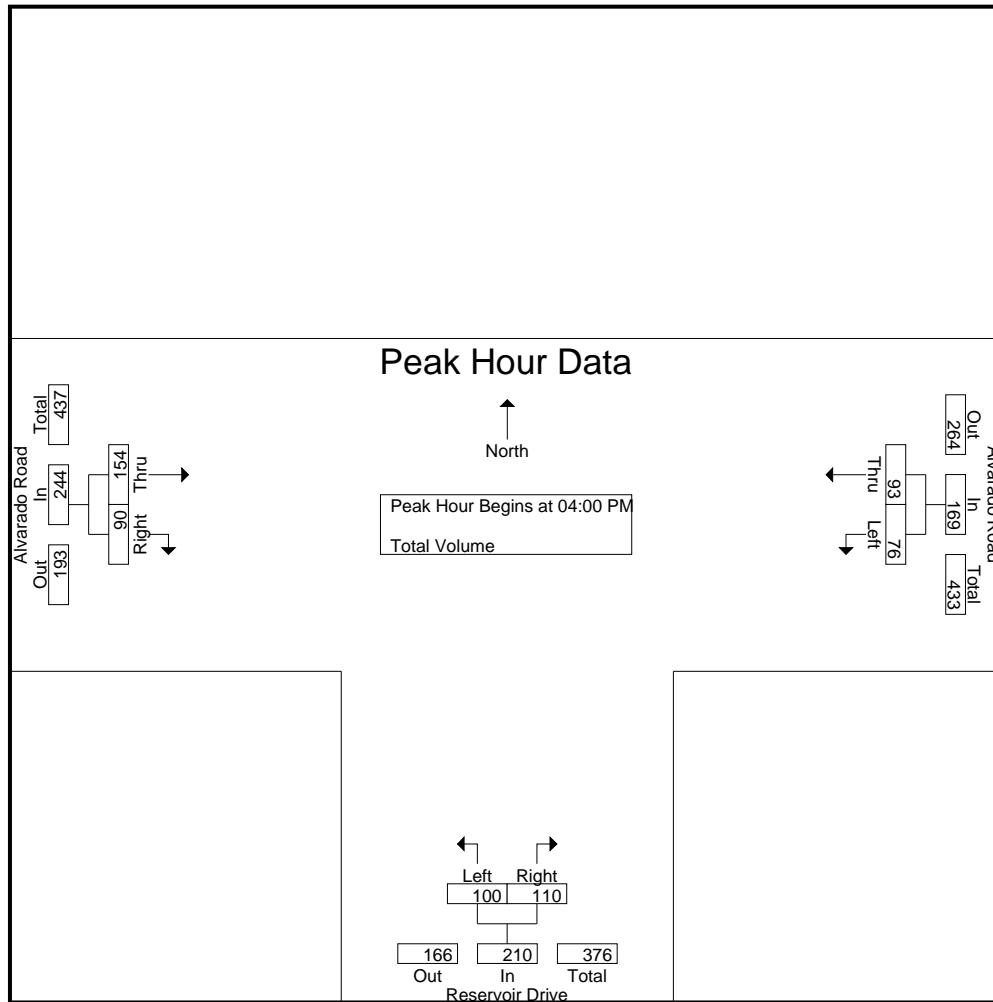 Peak Hour Data
North
Peak Hour Begins at 04:00 PM
Total Volume
Alvarado Road
Total
437
In
244
Out
193
Thru
154
Right
90
Alvarado Road
Out
264
In
169
Total
433
Thru
93
Left
76
Left Right
100 110
166 210 376
Out In Total
Reservoir Drive